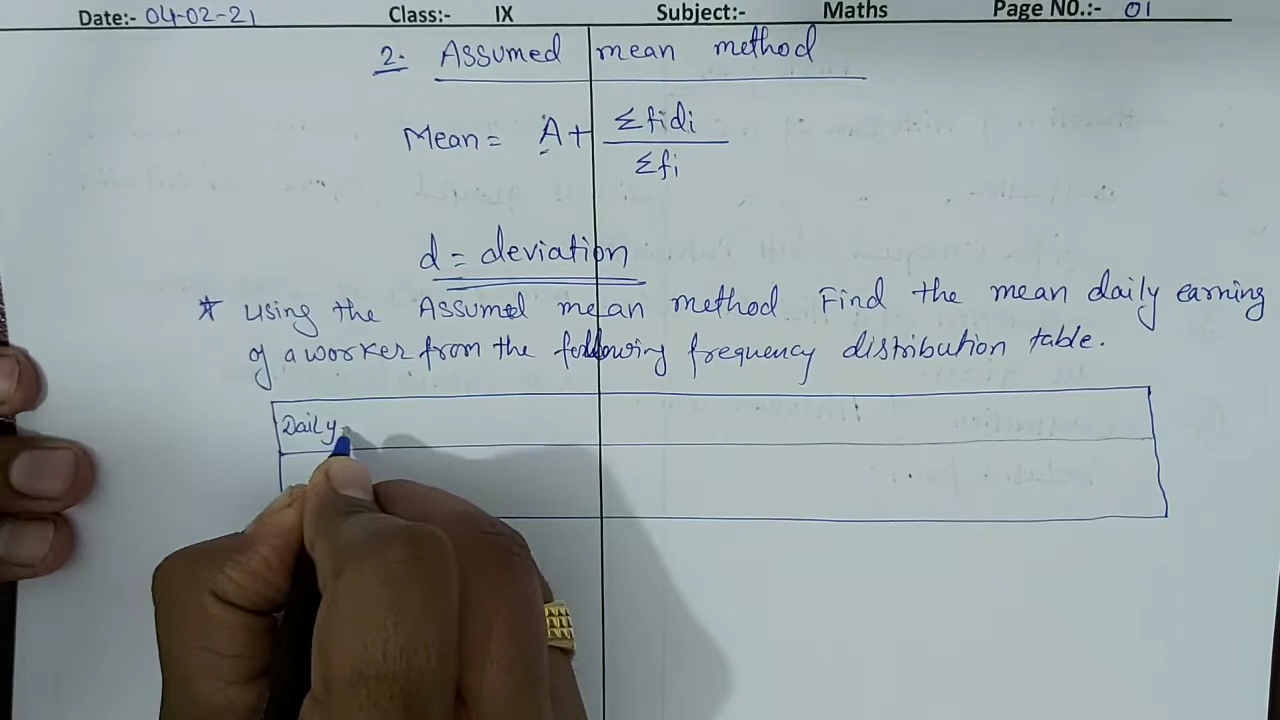 Date:- 04-02-21 Class:- IX Subject:- Maths Page NO.:- 01
2. Assumed mean method
Mean = A + Σfidi
Σfi
d = deviation
* Using the Assumed mean method. Find the mean daily earning
of a worker from the following frequency distribution table.
Daily